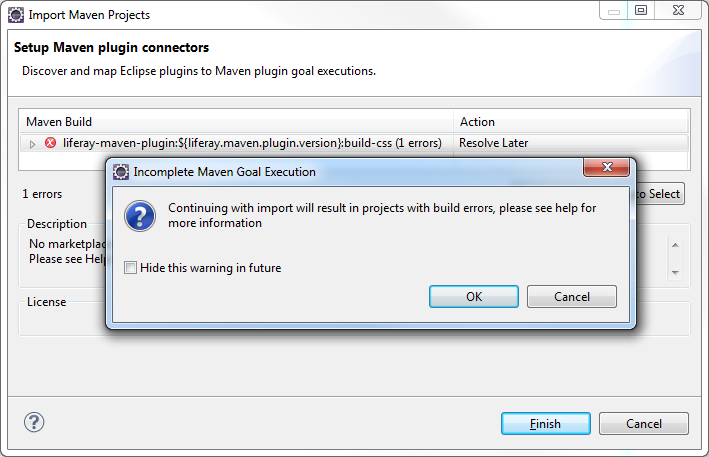 Import Maven Projects
Setup Maven plugin connectors
Discover and map Eclipse plugins to Maven plugin goal executions.
Maven Build
Action
liferay-maven-plugin:${liferay.maven.plugin.version}:build-css (1 errors)
Resolve Later
Incomplete Maven Goal Execution
Continuing with import will result in projects with build errors, please see help for
more information
Hide this warning in future
OK
Cancel
1 errors
to Select
Description
No
Please see
License
Finish
Cancel